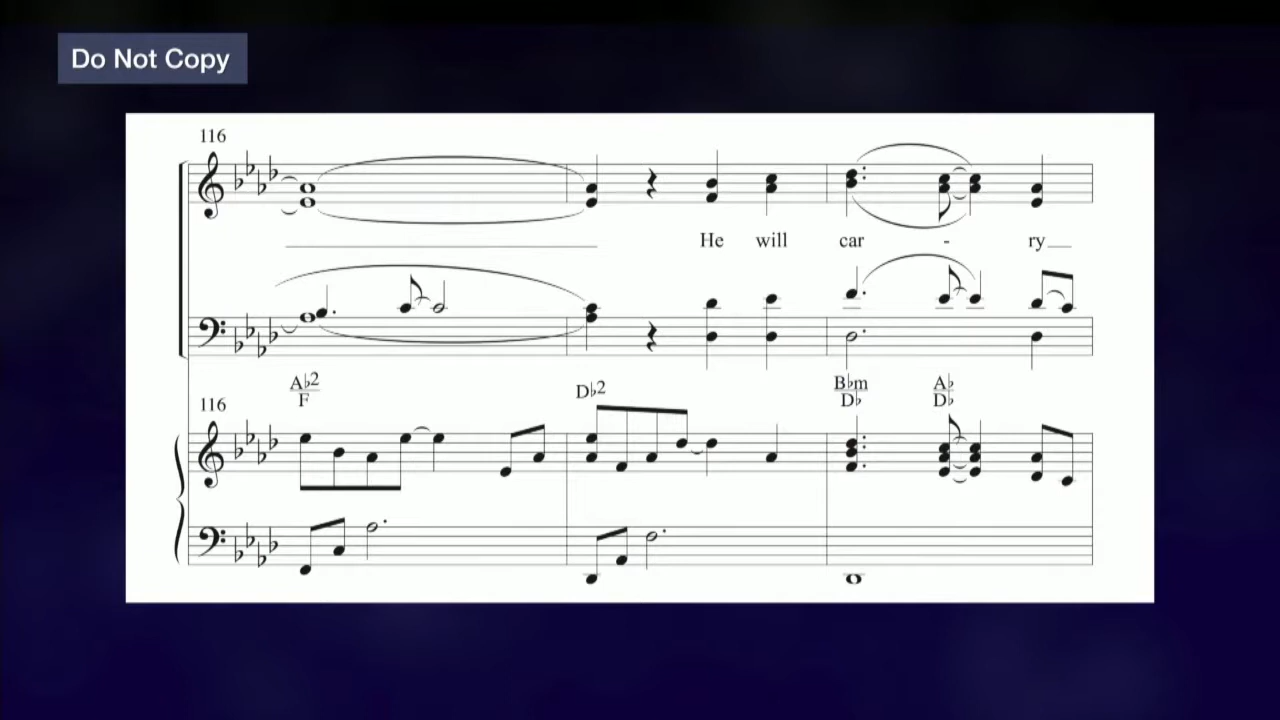 Do Not Copy
116
He will car - ry
A♭2 D♭2 B♭m A♭
F D♭ D♭
116